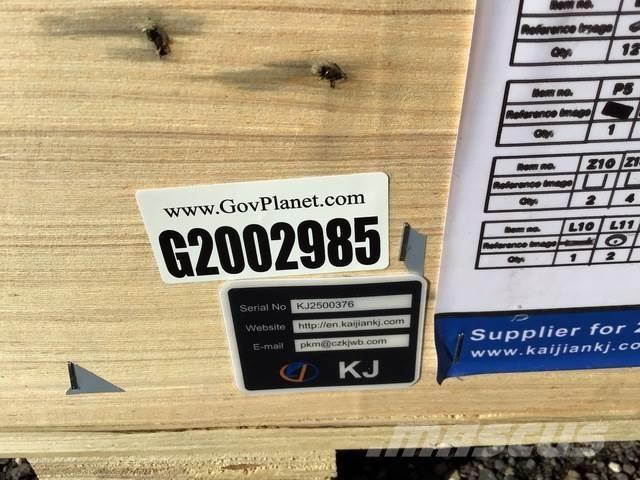 Reference Image
Qty. 12
Item no. P5
Reference Image
Qty. 1
Item no. Z10
Reference Image
Qty. 2 4
Item no. L10 L11
Reference Image
Qty. 1 2
www.GovPlanet.com
G2002985
Serial No KJ2500376
Website http://en.kaijiankj.com
E-mail pkm@czkjwb.com
KJ
Supplier for
www.kaijiankj.
MASCUS